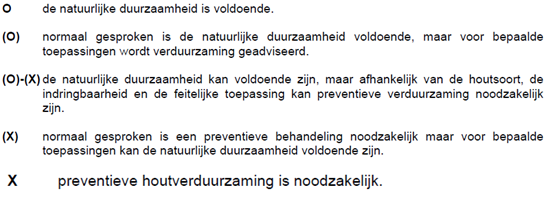 O de natuurlijke duurzaamheid is voldoende.
(O) normaal gesproken is de natuurlijke duurzaamheid voldoende, maar voor bepaalde
toepassingen wordt verduurzaming geadviseerd.
(O)-(X) de natuurlijke duurzaamheid kan voldoende zijn, maar afhankelijk van de houtsoort, de
indringbaarheid en de feitelijke toepassing kan preventieve verduurzaming noodzakelijk
zijn.
(X) normaal gesproken is een preventieve behandeling noodzakelijk maar voor bepaalde
toepassingen kan de natuurlijke duurzaamheid voldoende zijn.
X preventieve houtverduurzaming is noodzakelijk.